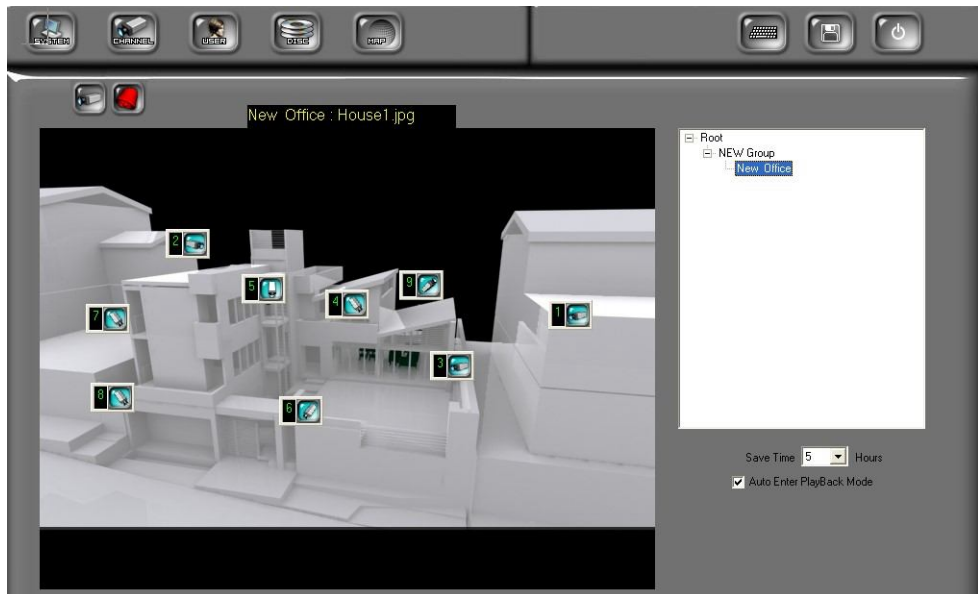 SYSTEM CHANNEL USER DISC MAP
New Office : House1.jpg
Root
NEW Group
New Office
2
5
9
4
1
7
3
8
6
Save Time 5 Hours
Auto Enter PlayBack Mode